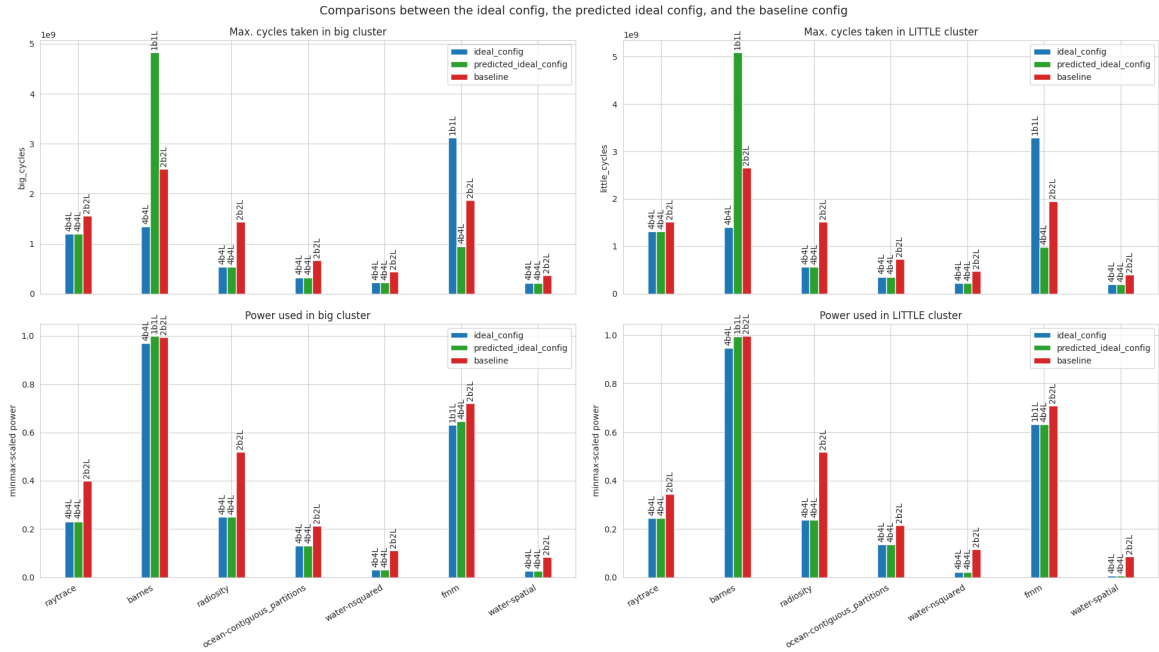 Comparisons between the ideal config, the predicted ideal config, and the baseline config
Max. cycles taken in big cluster
1e9
5
4
3
2
1
0
big_cycles
ideal_config
predicted_ideal_config
baseline
4b4L
4b4L
2b2L
4b4L
1b1L
2b2L
4b4L
4b4L
2b2L
4b4L
4b4L
2b2L
4b4L
4b4L
2b2L
1b1L
4b4L
2b2L
4b4L
4b4L
2b2L
Max. cycles taken in LITTLE cluster
1e9
5
4
3
2
1
0
little_cycles
ideal_config
predicted_ideal_config
baseline
4b4L
4b4L
2b2L
4b4L
1b1L
2b2L
4b4L
4b4L
2b2L
4b4L
4b4L
2b2L
4b4L
4b4L
2b2L
1b1L
4b4L
2b2L
4b4L
4b4L
2b2L
Power used in big cluster
1.0
0.8
0.6
0.4
0.2
0.0
minmax-scaled power
ideal_config
predicted_ideal_config
baseline
4b4L
4b4L
2b2L
4b4L
1b1L
2b2L
4b4L
4b4L
2b2L
4b4L
4b4L
2b2L
4b4L
4b4L
2b2L
1b1L
4b4L
2b2L
4b4L
4b4L
2b2L
raytrace
barnes
radiosity
ocean-contiguous_partitions
water-nsquared
fmm
water-spatial
Power used in LITTLE cluster
1.0
0.8
0.6
0.4
0.2
0.0
minmax-scaled power
ideal_config
predicted_ideal_config
baseline
4b4L
4b4L
2b2L
4b4L
1b1L
2b2L
4b4L
4b4L
2b2L
4b4L
4b4L
2b2L
4b4L
4b4L
2b2L
1b1L
4b4L
2b2L
4b4L
4b4L
2b2L
raytrace
barnes
radiosity
ocean-contiguous_partitions
water-nsquared
fmm
water-spatial